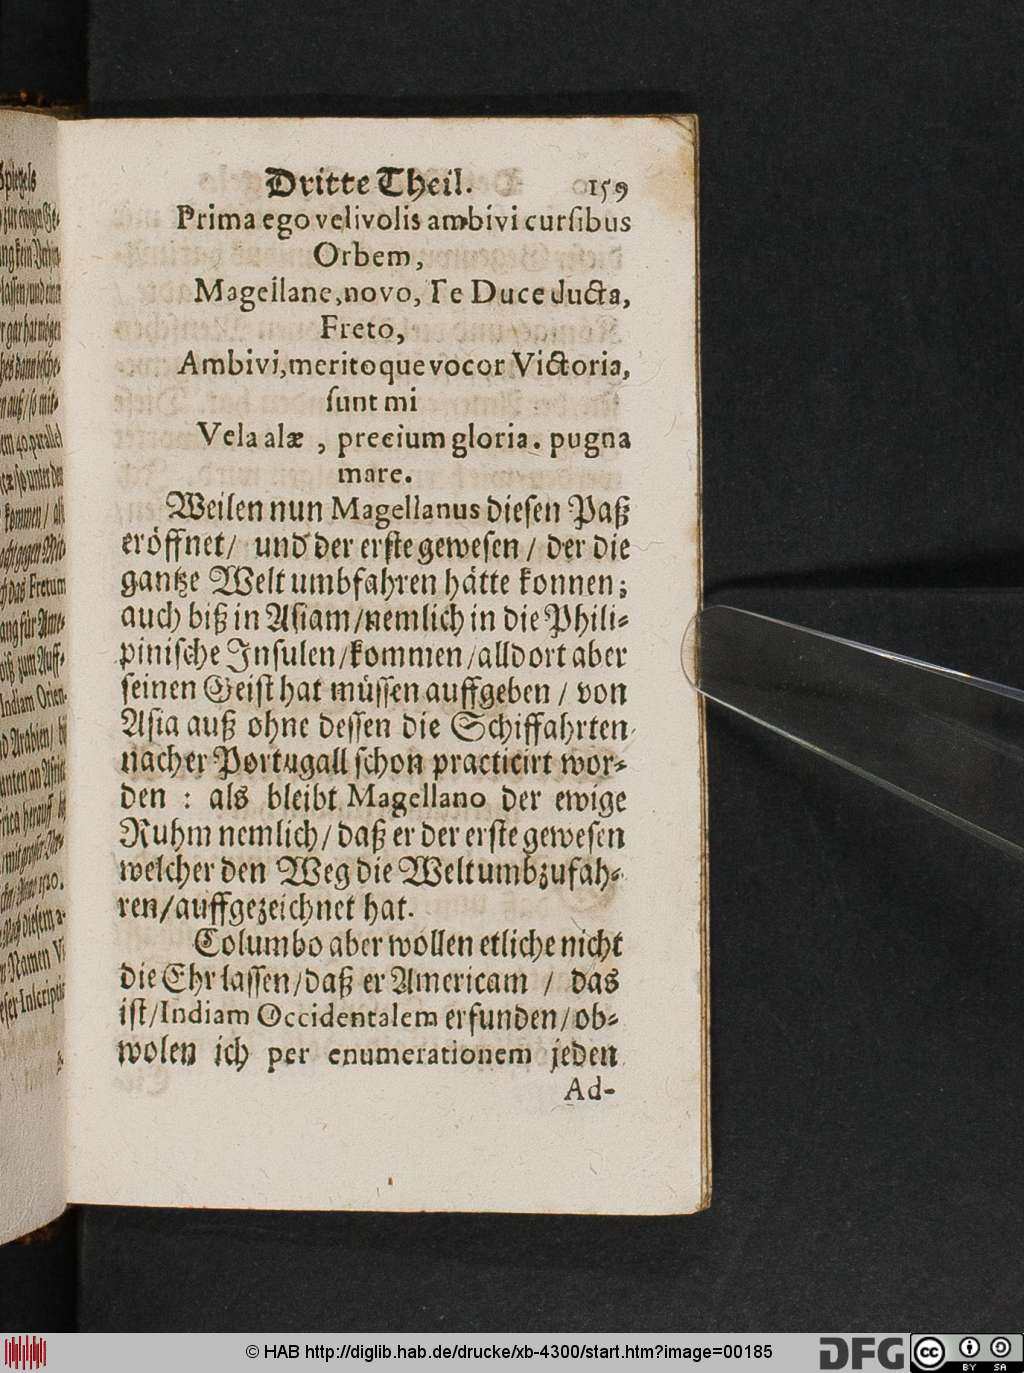 Dritte Theil. 159
Prima ego velivolis ambivi cursibus
Orbem,
Magellane, novo, Te Duce ducta,
Freto,
Ambivi, meritoque vocor Victoria,
sunt mi
Vela alæ, precium gloria. pugna
mare.
Weilen nun Magellanus diesen Paß
eröffnet/ und der erste gewesen / der die
gantze Welt umbfahren hätte konnen;
auch biß in Asiam/nemlich in die Phili-
pinische Insulen/kommen/alldort aber
seinen Geist hat müssen auffgeben / von
Asia auß ohne dessen die Schiffahrten
nacher Portugall schon practicirt wor-
den : als bleibt Magellano der ewige
Ruhm nemlich/ daß er der erste gewesen
welcher den Weg die Welt umbzufah-
ren/auffgezeichnet hat.
Columbo aber wollen etliche nicht
die Ehr lassen/daß er Americam / das
ist/Indiam Occidentalem erfunden/ob-
wolen ich per enumerationem jeden
Ad-
© HAB http://diglib.hab.de/drucke/xb-4300/start.htm?image=00185
DFG
cc BY SA